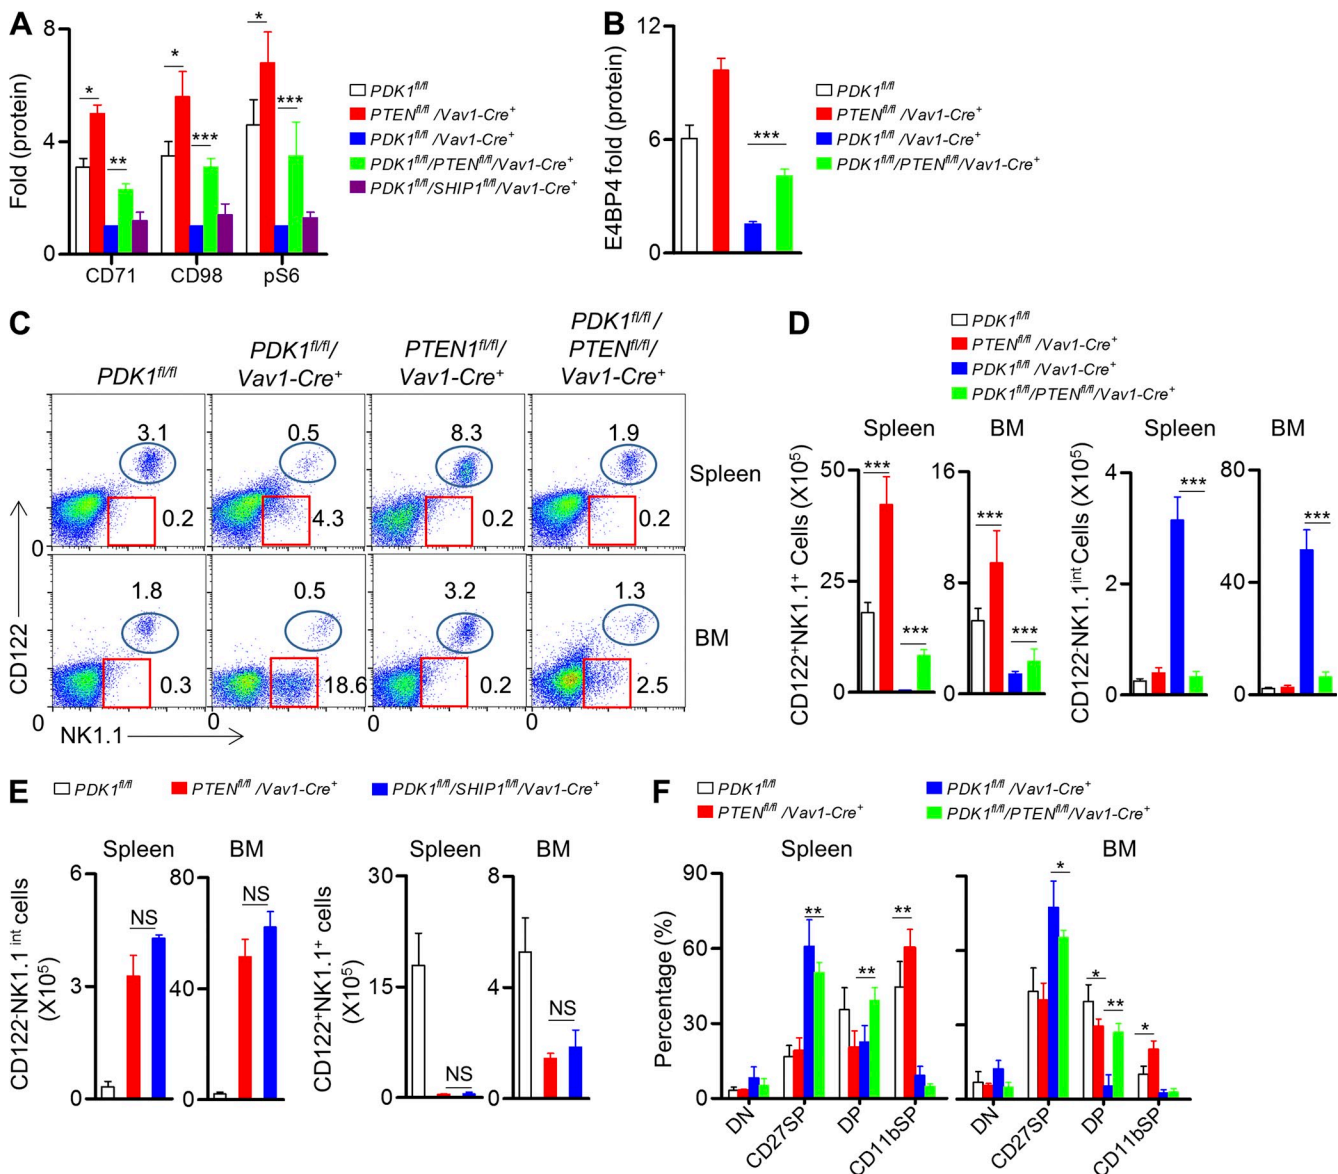 A
Fold (protein)
8
4
0
*
*
*
**
***
***
CD71
CD98
pS6
PDK1fl/fl
PTENfl/fl /Vav1-Cre+
PDK1fl/fl /Vav1-Cre+
PDK1fl/fl/PTENfl/fl/Vav1-Cre+
PDK1fl/fl/SHIP1fl/fl/Vav1-Cre+
B
E4BP4 fold (protein)
12
6
0
***
PDK1fl/fl
PTENfl/fl /Vav1-Cre+
PDK1fl/fl /Vav1-Cre+
PDK1fl/fl/PTENfl/fl/Vav1-Cre+
C
PDK1fl/fl
PDK1fl/fl/
Vav1-Cre+
PTEN1fl/fl/
Vav1-Cre+
PDK1fl/fl/
PTENfl/fl/
Vav1-Cre+
3.1
0.5
8.3
1.9
Spleen
0.2
4.3
0.2
0.2
0
1.8
0.5
3.2
1.3
BM
0.3
18.6
0.2
2.5
0
0
0
0
CD122
NK1.1
D
PDK1fl/fl
PTENfl/fl /Vav1-Cre+
PDK1fl/fl /Vav1-Cre+
PDK1fl/fl/PTENfl/fl/Vav1-Cre+
Spleen
BM
CD122+NK1.1+ Cells (X10⁵)
50
25
0
***
***
16
8
0
***
***
Spleen
BM
CD122-NK1.1int Cells (X10⁵)
4
2
0
***
80
40
0
***
E
PDK1fl/fl
PTENfl/fl /Vav1-Cre+
PDK1fl/fl/SHIP1fl/fl/Vav1-Cre+
Spleen
BM
CD122-NK1.1 int cells
(X10⁵)
6
3
0
NS
80
40
0
NS
Spleen
BM
CD122+NK1.1+ cells
(X10⁵)
30
15
0
NS
8
4
0
NS
F
PDK1fl/fl
PTENfl/fl /Vav1-Cre+
PDK1fl/fl /Vav1-Cre+
PDK1fl/fl/PTENfl/fl/Vav1-Cre+
Spleen
BM
Percentage (%)
90
60
30
0
**
**
**
DN
CD27SP
DP
CD11bSP
*
*
**
*
DN
CD27SP
DP
CD11bSP